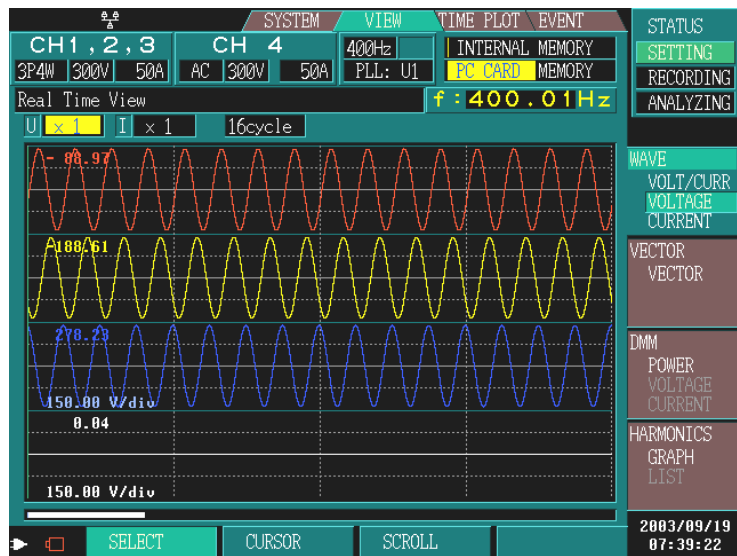 SYSTEM VIEW TIME PLOT EVENT
CH1,2,3 CH 4 400Hz INTERNAL MEMORY
3P4W 300V 50A AC 300V 50A PLL: U1 PC CARD MEMORY
Real Time View f:400.01Hz
U x 1 I x 1 16cycle
- 88.97
-188.61
278.23
150.00 V/div
0.04
150.00 V/div
SELECT CURSOR SCROLL
STATUS
SETTING
RECORDING
ANALYZING
WAVE
VOLT/CURR
VOLTAGE
CURRENT
VECTOR
VECTOR
DMM
POWER
VOLTAGE
CURRENT
HARMONICS
GRAPH
LIST
2003/09/19
07:39:22